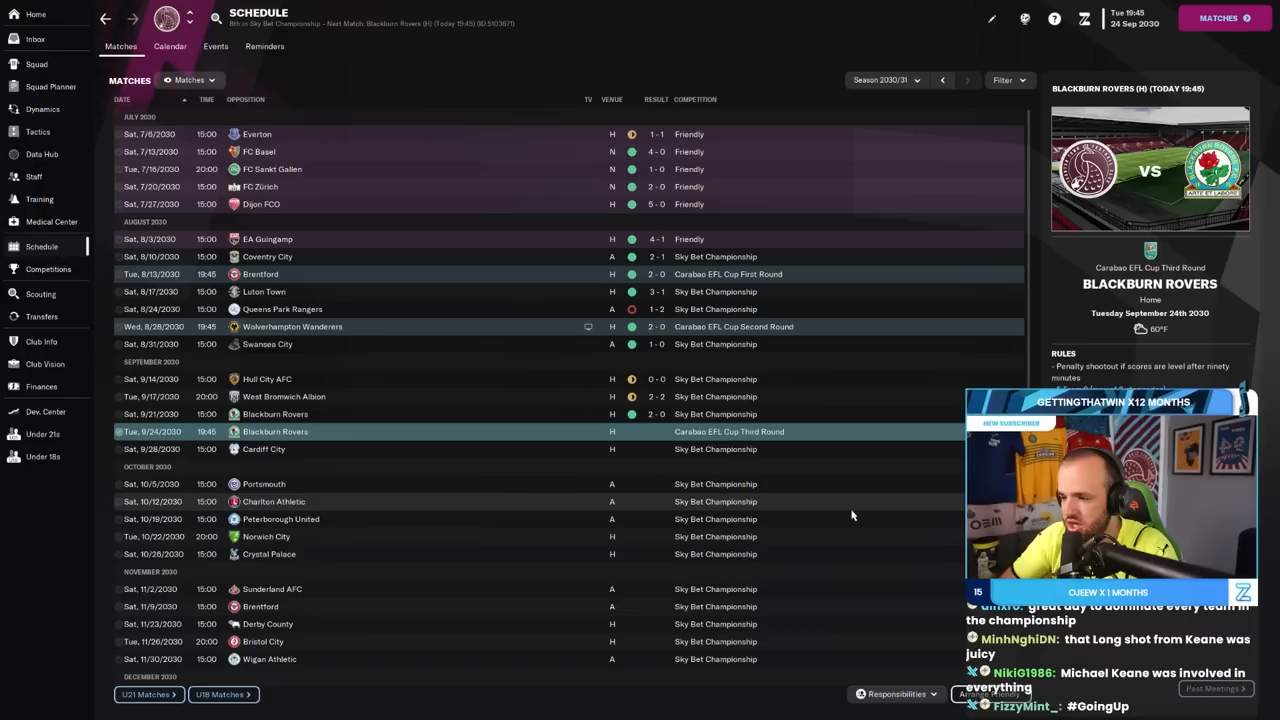 Home
Inbox
Squad
Squad Planner
Dynamics
Tactics
Data Hub
Staff
Training
Medical Center
Schedule
Competitions
Scouting
Transfers
Club Info
Club Vision
Finances
Dev. Center
Under 21s
Under 18s
SCHEDULE
8th in Sky Bet Championship - Next Match: Blackburn Rovers (H) (Today 19:45) (ID:5103671)
Tue 19:45
24 Sep 2030
MATCHES
Matches Calendar Events Reminders
MATCHES Matches
Season 2030/31 Filter
DATE TIME OPPOSITION TV VENUE RESULT COMPETITION
JULY 2030
Sat, 7/6/2030 15:00 Everton H 1 - 1 Friendly
Sat, 7/13/2030 15:00 FC Basel N 4 - 0 Friendly
Tue, 7/16/2030 20:00 FC Sankt Gallen N 1 - 0 Friendly
Sat, 7/20/2030 15:00 FC Zürich N 2 - 0 Friendly
Sat, 7/27/2030 15:00 Dijon FCO H 5 - 0 Friendly
AUGUST 2030
Sat, 8/3/2030 15:00 EA Guingamp H 4 - 1 Friendly
Sat, 8/10/2030 15:00 Coventry City A 2 - 1 Sky Bet Championship
Tue, 8/13/2030 19:45 Brentford H 2 - 0 Carabao EFL Cup First Round
Sat, 8/17/2030 15:00 Luton Town H 3 - 1 Sky Bet Championship
Sat, 8/24/2030 15:00 Queens Park Rangers A 1 - 2 Sky Bet Championship
Wed, 8/28/2030 19:45 Wolverhampton Wanderers H 2 - 0 Carabao EFL Cup Second Round
Sat, 8/31/2030 15:00 Swansea City A 1 - 0 Sky Bet Championship
SEPTEMBER 2030
Sat, 9/14/2030 15:00 Hull City AFC H 0 - 0 Sky Bet Championship
Tue, 9/17/2030 20:00 West Bromwich Albion H 2 - 2 Sky Bet Championship
Sat, 9/21/2030 15:00 Blackburn Rovers H 2 - 0 Sky Bet Championship
Tue, 9/24/2030 19:45 Blackburn Rovers H Carabao EFL Cup Third Round
Sat, 9/28/2030 15:00 Cardiff City H Sky Bet Championship
OCTOBER 2030
Sat, 10/5/2030 15:00 Portsmouth A Sky Bet Championship
Sat, 10/12/2030 15:00 Charlton Athletic A Sky Bet Championship
Sat, 10/19/2030 15:00 Peterborough United A Sky Bet Championship
Tue, 10/22/2030 20:00 Norwich City H Sky Bet Championship
Sat, 10/26/2030 15:00 Crystal Palace H Sky Bet Championship
NOVEMBER 2030
Sat, 11/2/2030 15:00 Sunderland AFC A Sky Bet Championship
Sat, 11/9/2030 15:00 Brentford A Sky Bet Championship
Sat, 11/23/2030 15:00 Derby County H Sky Bet Championship
Tue, 11/26/2030 20:00 Bristol City H Sky Bet Championship
Sat, 11/30/2030 15:00 Wigan Athletic A Sky Bet Championship
DECEMBER 2030
U21 Matches U18 Matches
Responsibilities Arrange Friendly
BLACKBURN ROVERS (H) (TODAY 19:45)
VS
Carabao EFL Cup Third Round
BLACKBURN ROVERS
Home
Tuesday September 24th 2030
60°F
RULES
- Penalty shootout if scores are level after ninety
minutes
GETTINGTHATWIN X12 MONTHS
NEW SUBSCRIBER
15 OJEEW X 1 MONTHS
great day to dominate every team in
the championship
MinhNghiDN: that Long shot from Keane was
juicy
NikiG1986: Michael Keane was involved in
everything
FizzyMint_: #GoingUp
Past Meetings